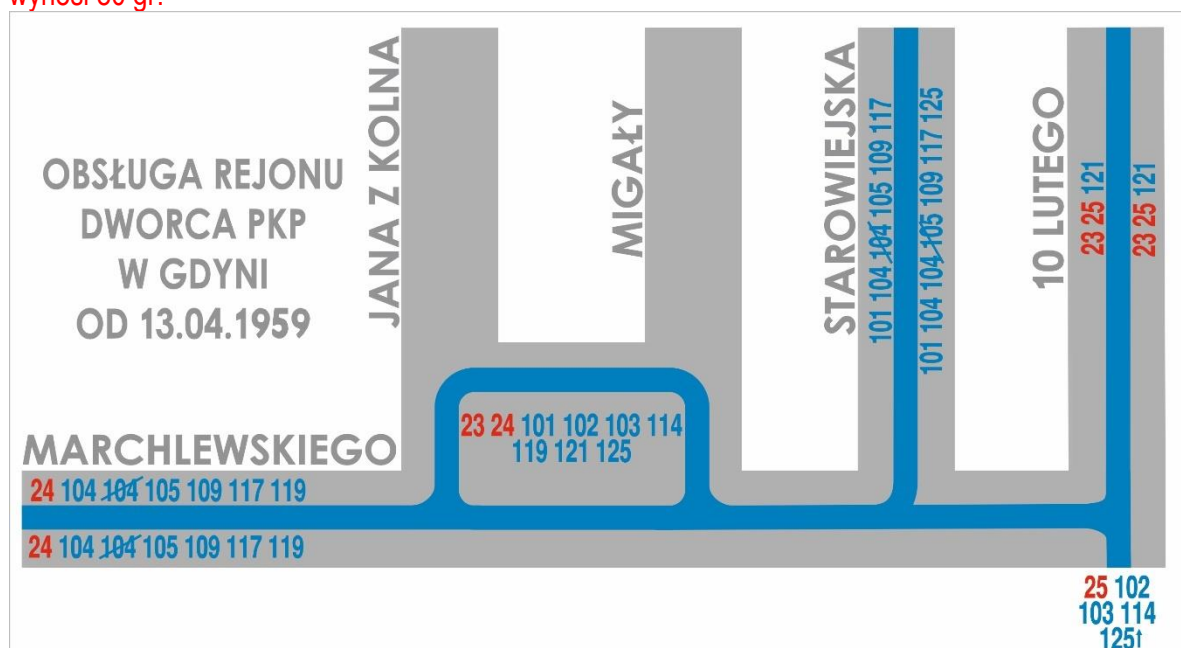 wynosi 80 gr.
OBSŁUGA REJONU
DWORCA PKP
W GDYNI
OD 13.04.1959
JANA Z KOLNA
MIGAŁY
STAROWIEJSKA
101 104 104 105 109 117
101 104 104 105 109 117 125
10 LUTEGO
23 25 121
23 25 121
23 24 101 102 103 114
119 121 125
MARCHLEWSKIEGO
24 104 104 105 109 117 119
24 104 104 105 109 117 119
25 102
103 114
125↑